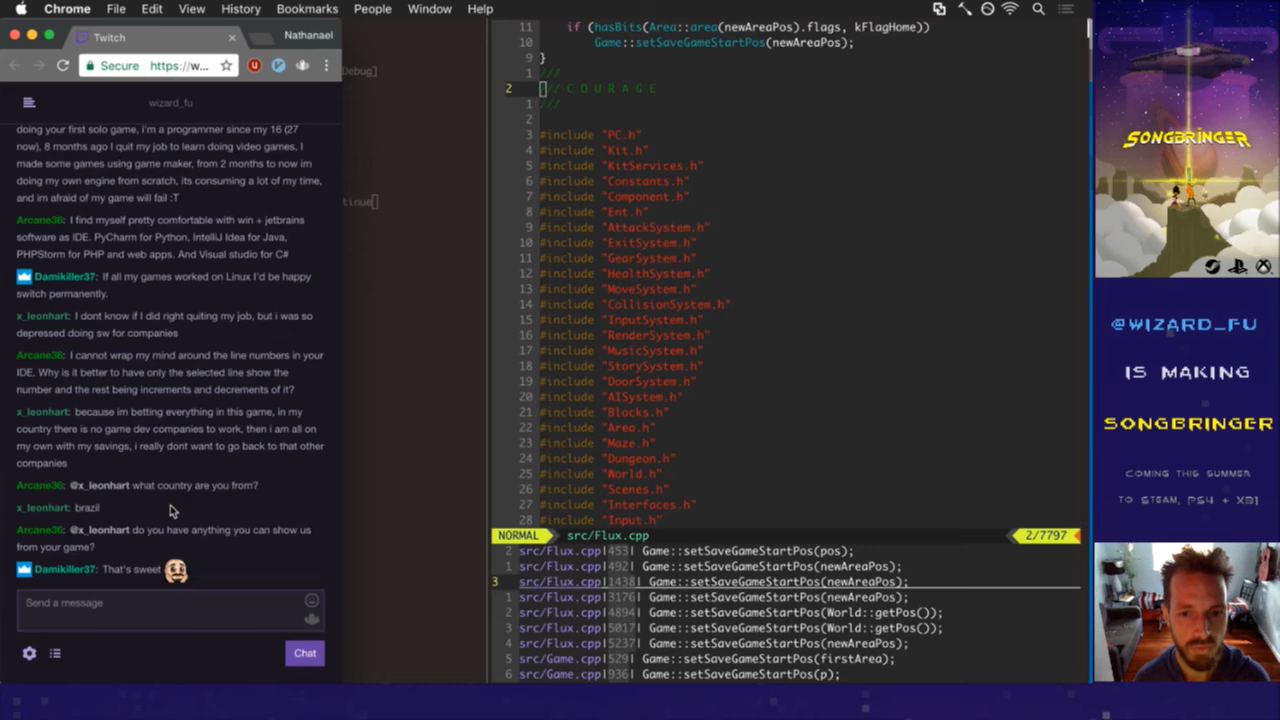 Chrome File Edit View History Bookmarks People Window Help
Twitch
Nathanael
Secure https://w...
wizard_fu
doing your first solo game, i'm a programmer since my 16 (27
now), 8 months ago I quit my job to learn doing video games, I
made some games using game maker, from 2 months to now im
doing my own engine from scratch, its consuming a lot of my time,
and im afraid of my game will fail :T
Arcane36: I find myself pretty comfortable with win + jetbrains
software as IDE. PyCharm for Python, IntelliJ Idea for Java,
PHPStorm for PHP and web apps. And Visual studio for C#
Damikiller37: If all my games worked on Linux I'd be happy
switch permanently.
x_leonhart: I dont know if I did right quiting my job, but i was so
depressed doing sw for companies
Arcane36: I cannot wrap my mind around the line numbers in your
IDE. Why is it better to have only the selected line show the
number and the rest being increments and decrements of it?
x_leonhart: because im betting everything in this game, in my
country there is no game dev companies to work, then i am all on
my own with my savings, i really dont want to go back to that other
companies
Arcane36: @x_leonhart what country are you from?
x_leonhart: brazil
Arcane36: @x_leonhart do you have anything you can show us
from your game?
Damikiller37: That's sweet
Send a message
Chat
Debug]
tinue]
11 if (hasBits(Area::area(newAreaPos).flags, kFlagHome))
10 Game::setSaveGameStartPos(newAreaPos);
9 }
1 ///
2 /// C O U R A G E
1 ///
2
3 #include "PC.h"
4 #include "Kit.h"
5 #include "KitServices.h"
6 #include "Constants.h"
7 #include "Component.h"
8 #include "Ent.h"
9 #include "AttackSystem.h"
10 #include "ExitSystem.h"
11 #include "GearSystem.h"
12 #include "HealthSystem.h"
13 #include "MoveSystem.h"
14 #include "CollisionSystem.h"
15 #include "InputSystem.h"
16 #include "RenderSystem.h"
17 #include "MusicSystem.h"
18 #include "StorySystem.h"
19 #include "DoorSystem.h"
20 #include "AISystem.h"
21 #include "Blocks.h"
22 #include "Area.h"
23 #include "Maze.h"
24 #include "Dungeon.h"
25 #include "World.h"
26 #include "Scenes.h"
27 #include "Interfaces.h"
28 #include "Input.h"
NORMAL src/Flux.cpp 2/7797
2 src/Flux.cpp|453| Game::setSaveGameStartPos(pos);
1 src/Flux.cpp|492| Game::setSaveGameStartPos(newAreaPos);
3 src/Flux.cpp|1438| Game::setSaveGameStartPos(newAreaPos);
1 src/Flux.cpp|3176| Game::setSaveGameStartPos(newAreaPos);
2 src/Flux.cpp|4894| Game::setSaveGameStartPos(World::getPos());
3 src/Flux.cpp|5017| Game::setSaveGameStartPos(World::getPos());
4 src/Flux.cpp|5237| Game::setSaveGameStartPos(newAreaPos);
5 src/Game.cpp|529| Game::setSaveGameStartPos(firstArea);
6 src/Game.cpp|936| Game::setSaveGameStartPos(p);
SONGBRINGER
@WIZARD_FU
IS MAKING
SONGBRINGER
COMING THIS SUMMER
TO STEAM, PS4 + XB1